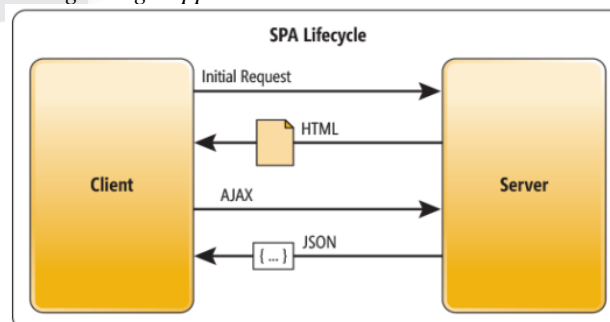 SPA Lifecycle
Initial Request
HTML
Client
Server
AJAX
JSON
{ ... }